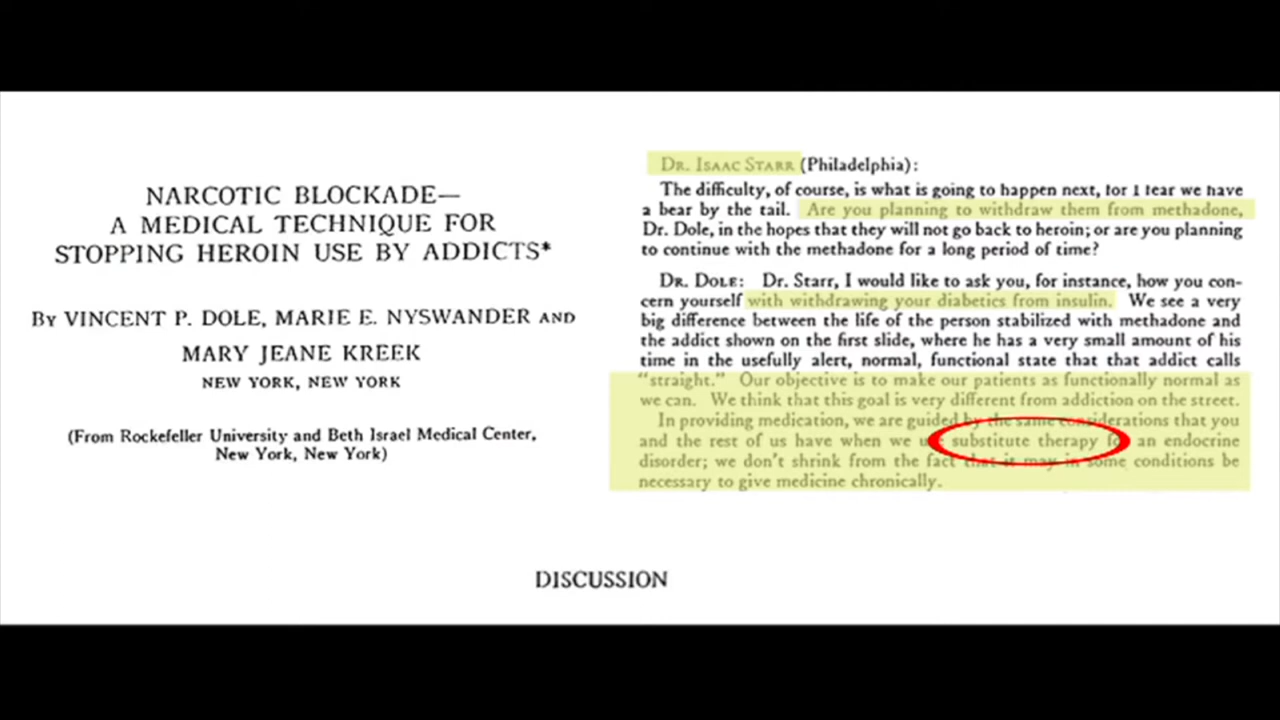 NARCOTIC BLOCKADE—
A MEDICAL TECHNIQUE FOR
STOPPING HEROIN USE BY ADDICTS*
BY VINCENT P. DOLE, MARIE E. NYSWANDER AND
MARY JEANE KREEK
NEW YORK, NEW YORK
(From Rockefeller University and Beth Israel Medical Center,
New York, New York)
DR. ISAAC STARR (Philadelphia):
The difficulty, of course, is what is going to happen next, for I fear we have
a bear by the tail. Are you planning to withdraw them from methadone,
Dr. Dole, in the hopes that they will not go back to heroin; or are you planning
to continue with the methadone for a long period of time?
DR. DOLE: Dr. Starr, I would like to ask you, for instance, how you con-
cern yourself with withdrawing your diabetics from insulin. We see a very
big difference between the life of the person stabilized with methadone and
the addict shown on the first slide, where he has a very small amount of his
time in the usefully alert, normal, functional state that that addict calls
"straight." Our objective is to make our patients as functionally normal as
we can. We think that this goal is very different from addiction on the street.
In providing medication, we are guided by the same considerations that you
and the rest of us have when we substitute therapy an endocrine
disorder; we don't shrink from the fact that it may in some conditions be
necessary to give medicine chronically.
DISCUSSION